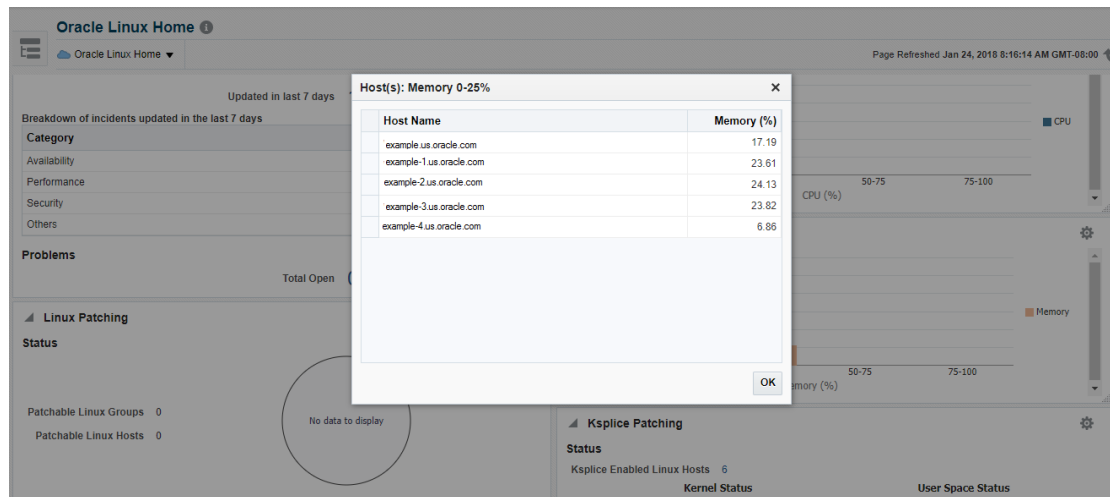 Oracle Linux Home
Oracle Linux Home
Page Refreshed Jan 24, 2018 8:16:14 AM GMT-08:00
Updated in last 7 days
Breakdown of incidents updated in the last 7 days
Category
Availability
Performance
Security
Others
Problems
Total Open
Linux Patching
Status
Patchable Linux Groups 0
Patchable Linux Hosts 0
No data to display
Host(s): Memory 0-25%
Host Name Memory (%)
example.us.oracle.com 17.19
example-1.us.oracle.com 23.61
example-2.us.oracle.com 24.13
example-3.us.oracle.com 23.82
example-4.us.oracle.com 6.86
OK
CPU
50-75 75-100
CPU (%)
Memory
50-75 75-100
emory (%)
Ksplice Patching
Status
Ksplice Enabled Linux Hosts 6
Kernel Status User Space Status